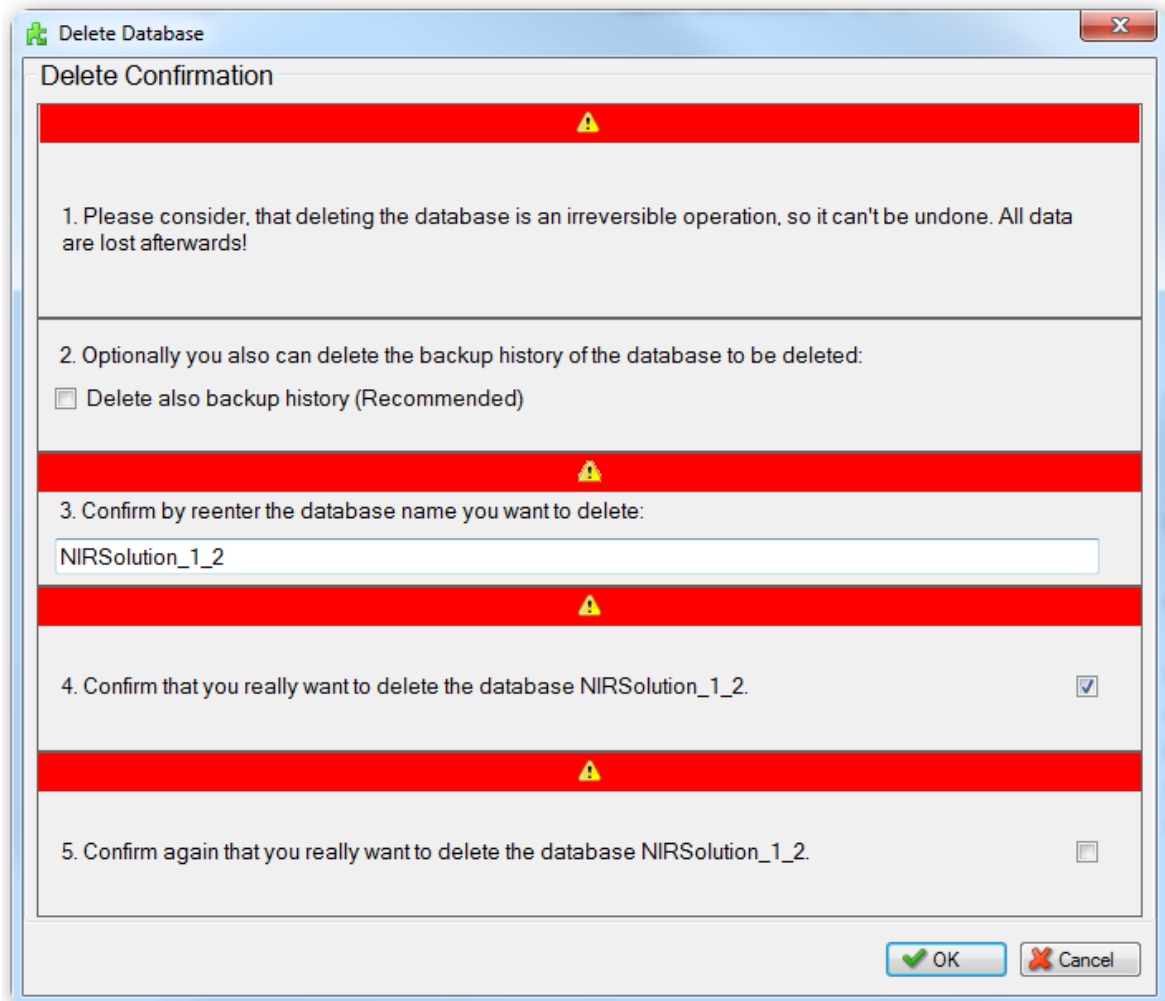 Delete Database
Delete Confirmation
1. Please consider, that deleting the database is an irreversible operation, so it can't be undone. All data
are lost afterwards!
2. Optionally you also can delete the backup history of the database to be deleted:
Delete also backup history (Recommended)
3. Confirm by reenter the database name you want to delete:
NIRSolution_1_2
4. Confirm that you really want to delete the database NIRSolution_1_2.
5. Confirm again that you really want to delete the database NIRSolution_1_2.
OK Cancel